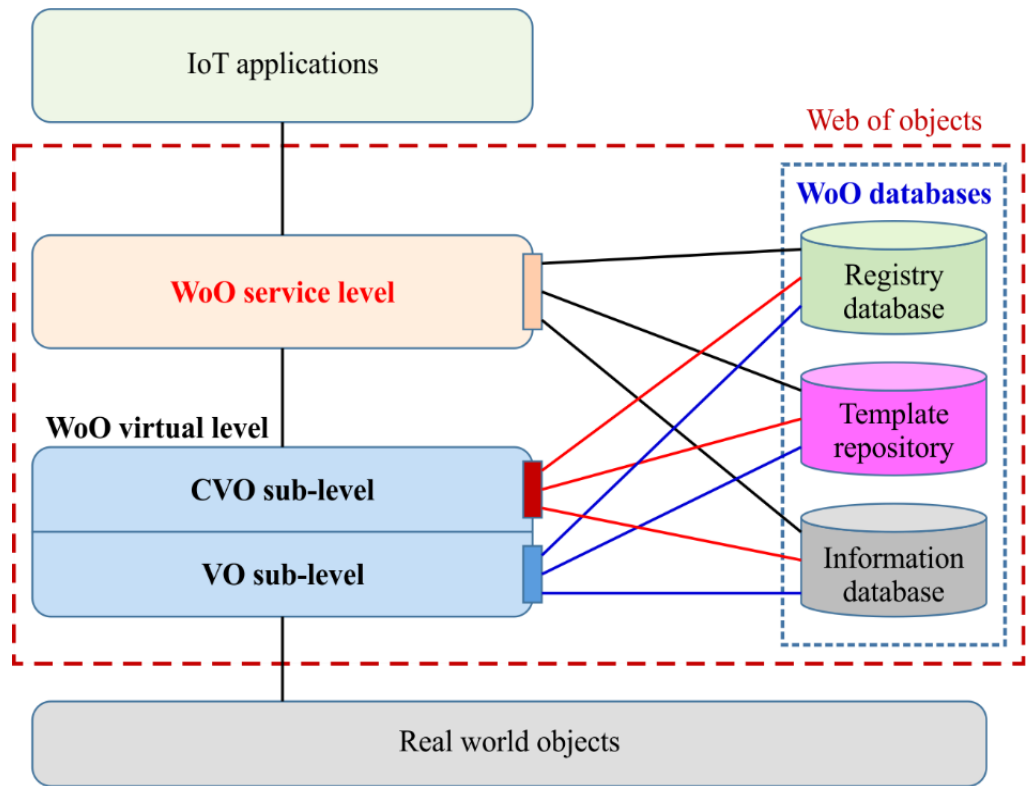 IoT applications
Web of objects
WoO databases
WoO service level
Registry
database
WoO virtual level
Template
repository
CVO sub-level
VO sub-level
Information
database
Real world objects